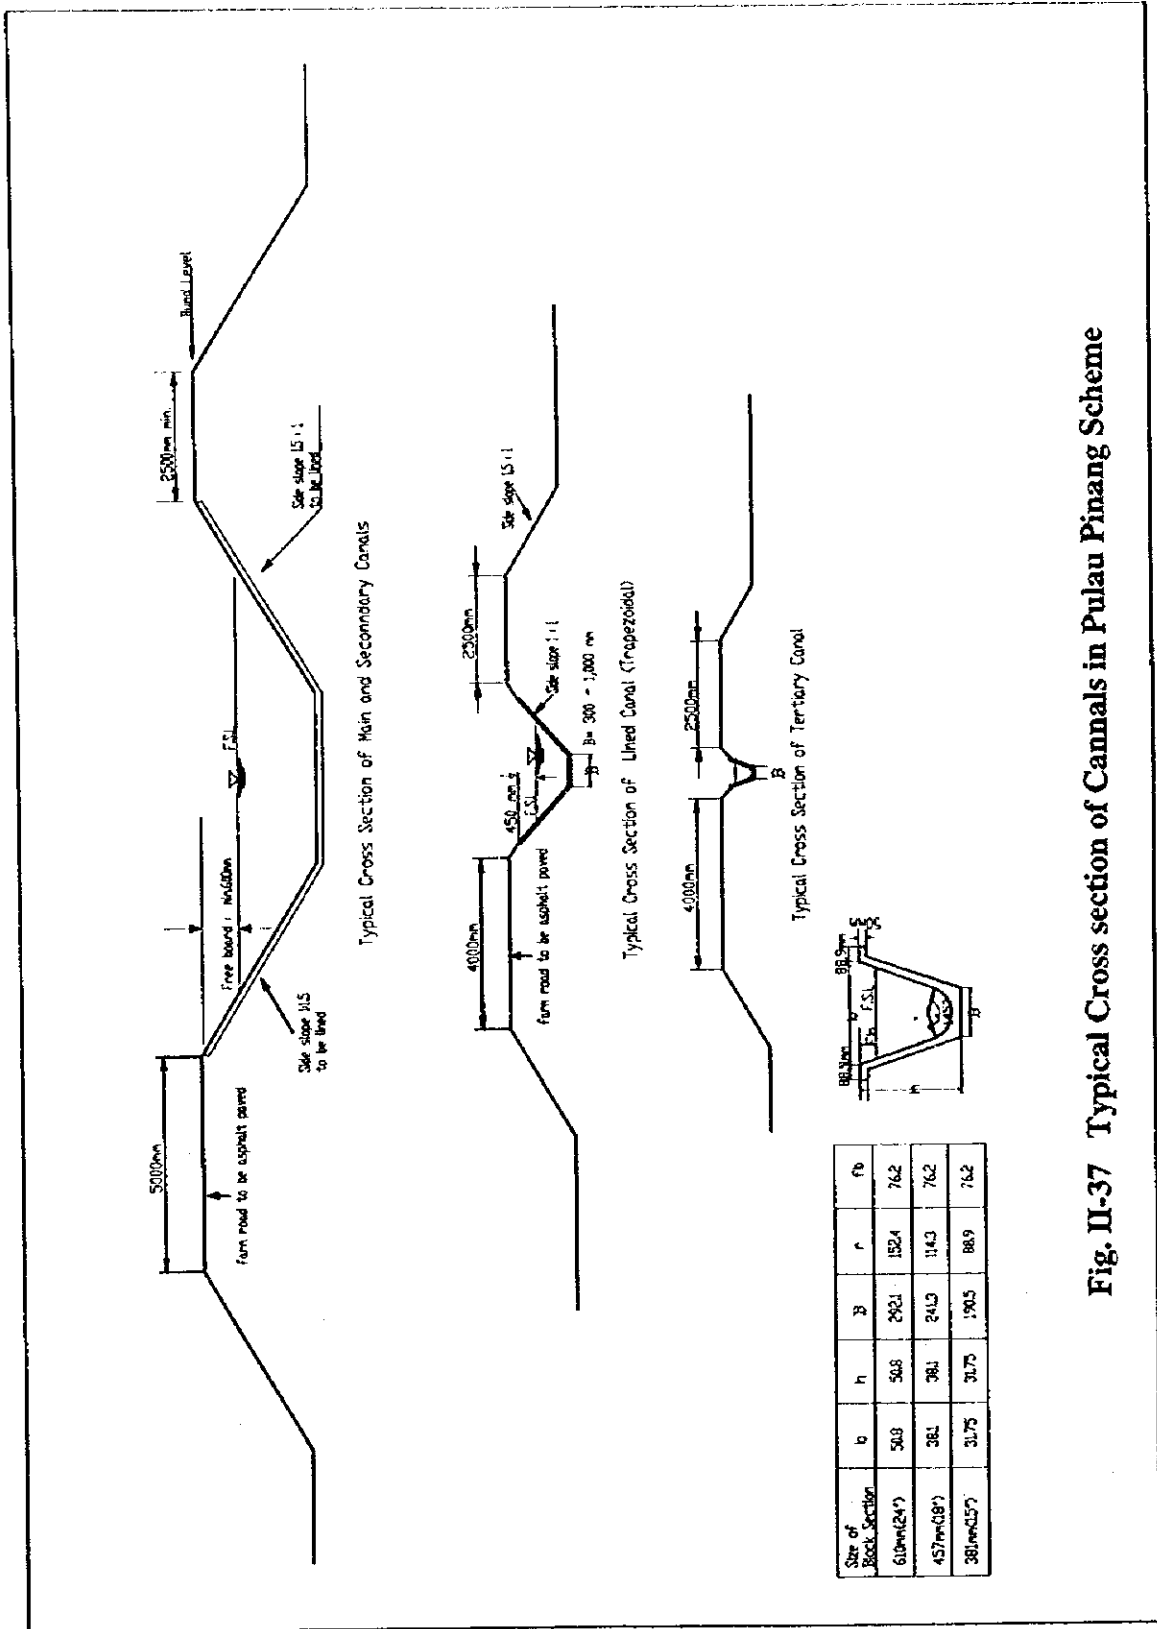 5000mm
farm road to be asphalt paved
Free board : min.600mm
F.S.L
2500mm min.
Bund Level
Side slope 1:1.5
to be lined
Side slope 1.5 : 1
to be lined
Typical Cross Section of Main and Seconndary Canals
4000mm
farm road to be asphalt paved
450 mm
F.S.L
2500mm
Side slope 1.5 : 1
Side slope 1 : 1
B
B= 300 - 1,000 mm
Typical Cross Section of Lined Canal (Trapezoidal)
4000mm
2500mm
B
Typical Cross Section of Tertiary Canal
Size of Block Section b h B r fb
610mm(24") 50.8 50.8 292.1 152.4 76.2
457mm(18") 38.1 38.1 241.3 114.3 76.2
381mm(15") 31.75 31.75 190.5 88.9 76.2
88.9mm b 88.9mm
Fb F.S.L
h
45°
B
Fig. II-37 Typical Cross section of Cannals in Pulau Pinang Scheme